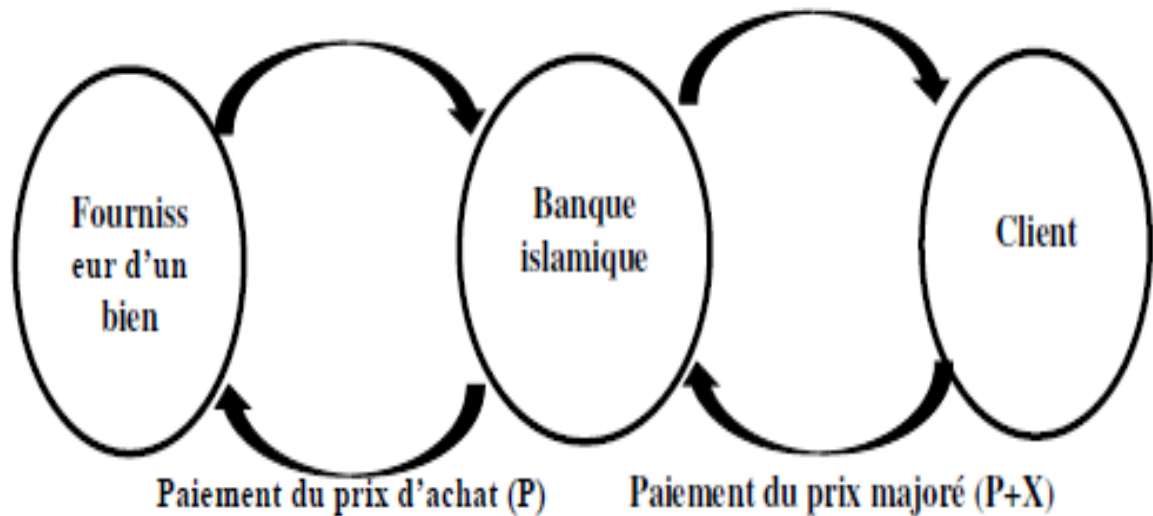 Fourniss
eur d'un
bien
Banque
islamique
Client
Paiement du prix d'achat (P)
Paiement du prix majoré (P+X)